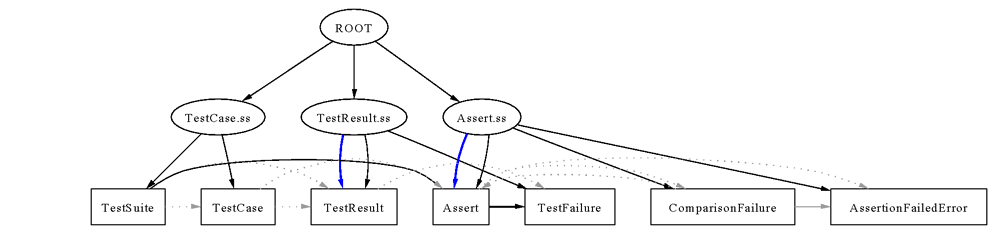 ROOT
TestCase.ss
TestResult.ss
Assert.ss
TestSuite
TestCase
TestResult
Assert
TestFailure
ComparisonFailure
AssertionFailedError